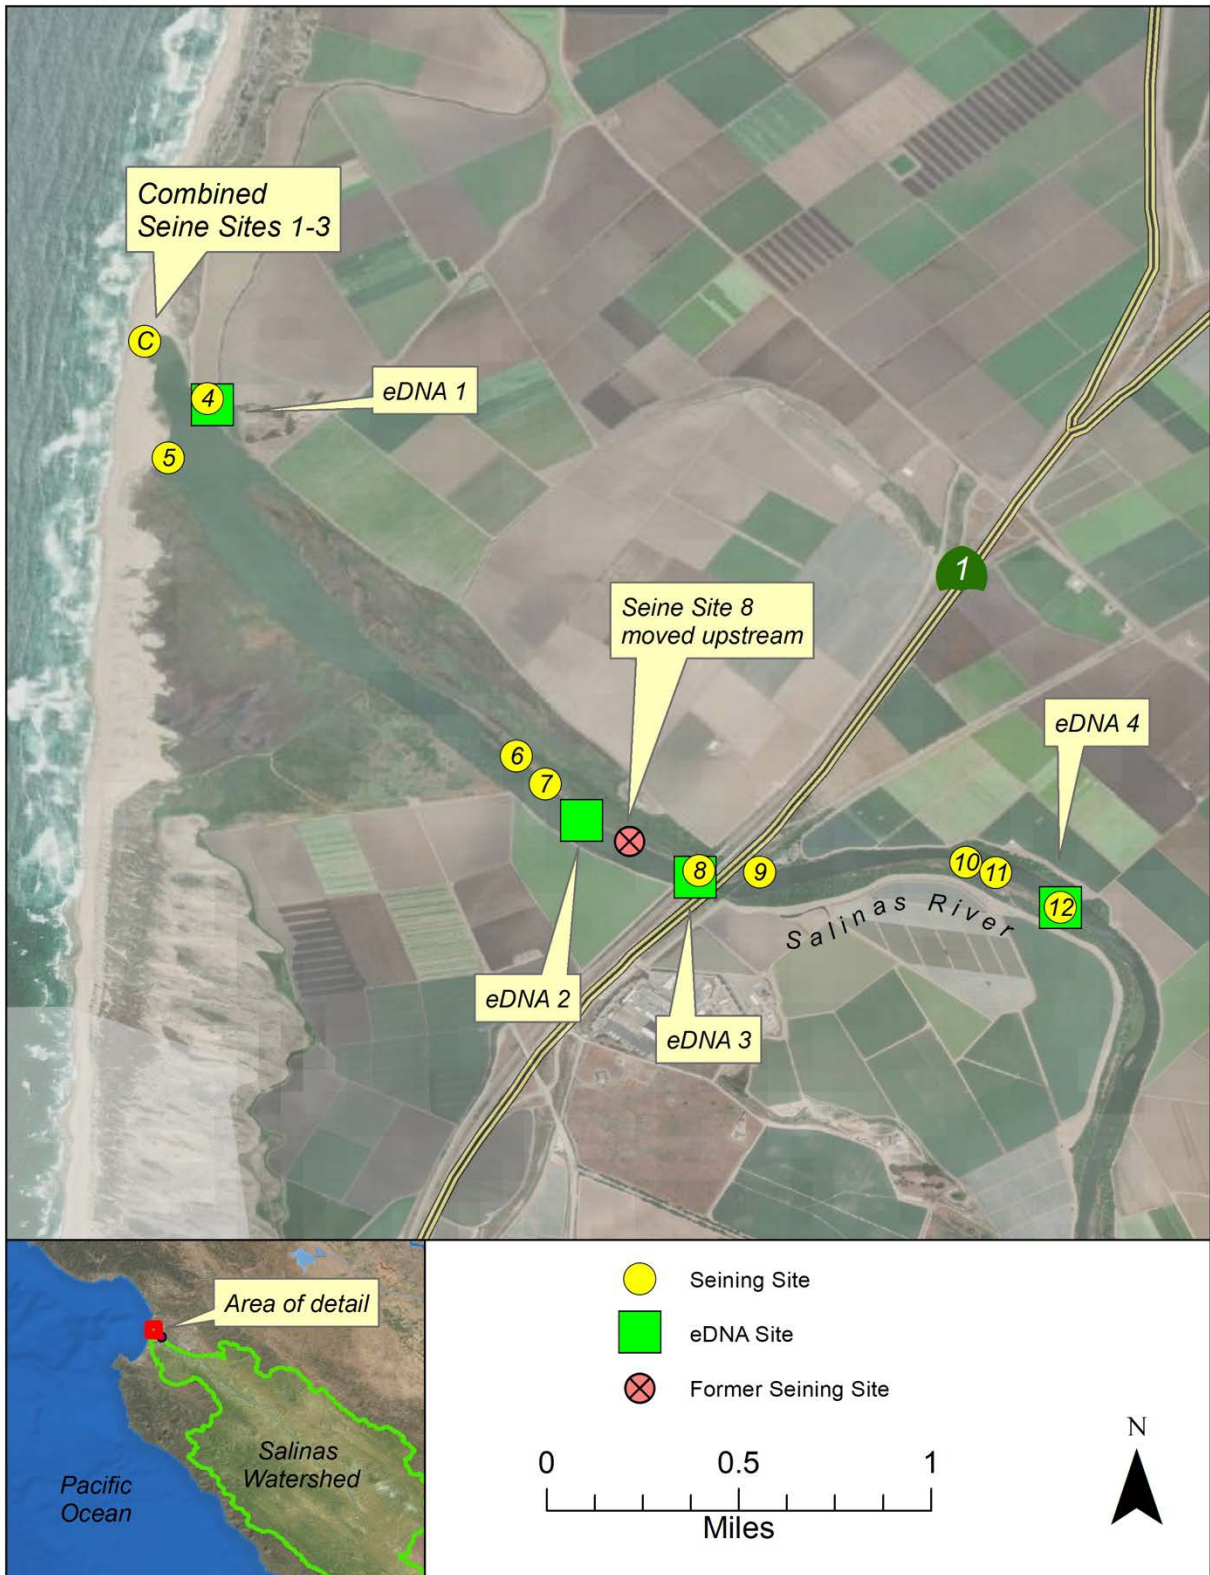 Combined
Seine Sites 1-3
C
4
eDNA 1
5
1
Seine Site 8
moved upstream
eDNA 4
6
7
8
9
10
11
12
Salinas River
eDNA 2
eDNA 3
Area of detail
Salinas
Watershed
Pacific
Ocean
Seining Site
eDNA Site
Former Seining Site
0 0.5 1
Miles
N